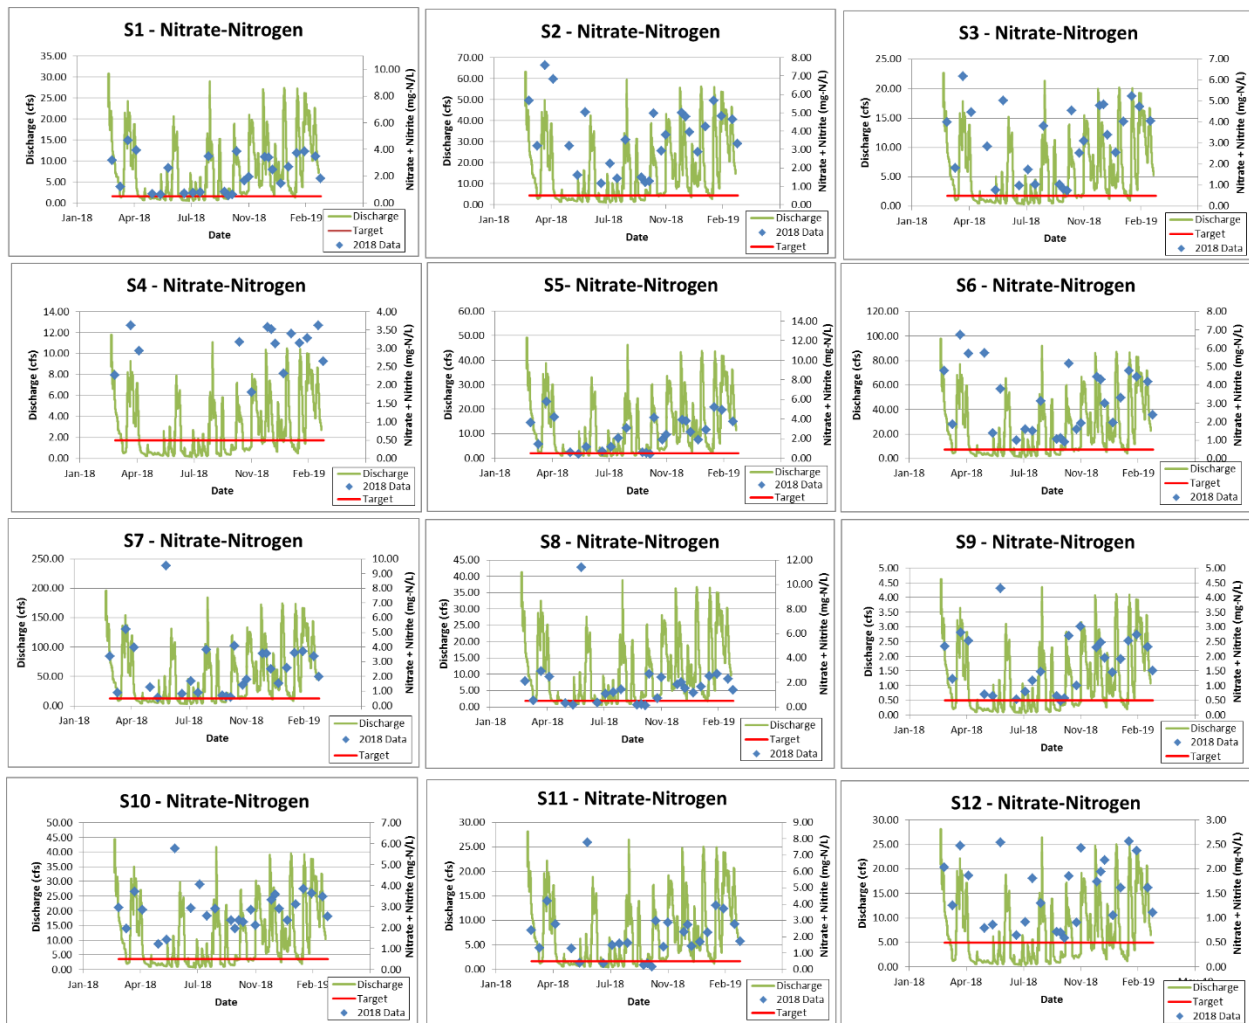 S1 - Nitrate-Nitrogen
35.00
30.00
25.00
20.00
15.00
10.00
5.00
0.00
Discharge (cfs)
10.00
8.00
6.00
4.00
2.00
0.00
Nitrate + Nitrite (mg-N/L)
Jan-18 Apr-18 Jul-18 Nov-18 Feb-19
Date
Discharge
Target
2018 Data
S2 - Nitrate-Nitrogen
70.00
60.00
50.00
40.00
30.00
20.00
10.00
0.00
Discharge (cfs)
8.00
7.00
6.00
5.00
4.00
3.00
2.00
1.00
0.00
Nitrate + Nitrite (mg-N/L)
Jan-18 Apr-18 Jul-18 Nov-18 Feb-19
Date
Discharge
2018 Data
Target
S3 - Nitrate-Nitrogen
25.00
20.00
15.00
10.00
5.00
0.00
Discharge (cfs)
7.00
6.00
5.00
4.00
3.00
2.00
1.00
0.00
Nitrate + Nitrite (mg-N/L)
Jan-18 Apr-18 Jul-18 Nov-18 Feb-19
Date
Discharge
Target
2018 Data
S4 - Nitrate-Nitrogen
14.00
12.00
10.00
8.00
6.00
4.00
2.00
0.00
Discharge (cfs)
4.00
3.50
3.00
2.50
2.00
1.50
1.00
0.50
0.00
Nitrate + Nitrite (mg-N/L)
Jan-18 Apr-18 Jul-18 Nov-18 Feb-19
Date
Discharge
2018 Data
Target
S5- Nitrate-Nitrogen
60.00
50.00
40.00
30.00
20.00
10.00
0.00
Discharge (cfs)
14.00
12.00
10.00
8.00
6.00
4.00
2.00
0.00
Nitrate + Nitrite (mg-N/L)
Jan-18 Apr-18 Jul-18 Nov-18 Feb-19
Date
Discharge
2018 Data
Target
S6 - Nitrate-Nitrogen
120.00
100.00
80.00
60.00
40.00
20.00
0.00
Discharge (cfs)
8.00
7.00
6.00
5.00
4.00
3.00
2.00
1.00
0.00
Nitrate + Nitrite (mg-N/L)
Jan-18 Apr-18 Jul-18 Nov-18 Feb-19
Date
Discharge
Target
2018 Data
S7 - Nitrate-Nitrogen
250.00
200.00
150.00
100.00
50.00
0.00
Discharge (cfs)
10.00
9.00
8.00
7.00
6.00
5.00
4.00
3.00
2.00
1.00
0.00
Nitrate + Nitrite (mg-N/L)
Jan-18 Apr-18 Jul-18 Nov-18 Feb-19
Date
Discharge
2018 Data
Target
S8 - Nitrate-Nitrogen
45.00
40.00
35.00
30.00
25.00
20.00
15.00
10.00
5.00
0.00
Discharge (cfs)
12.00
10.00
8.00
6.00
4.00
2.00
0.00
Nitrate + Nitrite (mg-N/L)
Jan-18 Apr-18 Jul-18 Nov-18 Feb-19
Date
Discharge
Target
2018 Data
S9 - Nitrate-Nitrogen
5.00
4.50
4.00
3.50
3.00
2.50
2.00
1.50
1.00
0.50
0.00
Discharge (cfs)
5.00
4.50
4.00
3.50
3.00
2.50
2.00
1.50
1.00
0.50
0.00
Nitrate + Nitrite (mg-N/L)
Jan-18 Apr-18 Jul-18 Nov-18 Feb-19
Date
Discharge
2018 Data
Target
S10 - Nitrate-Nitrogen
50.00
45.00
40.00
35.00
30.00
25.00
20.00
15.00
10.00
5.00
0.00
Discharge (cfs)
7.00
6.00
5.00
4.00
3.00
2.00
1.00
0.00
Nitrate + Nitrite (mg-N/L)
Jan-18 Apr-18 Jul-18 Nov-18 Feb-19
Date
Discharge
Target
2018 Data
S11 - Nitrate-Nitrogen
30.00
25.00
20.00
15.00
10.00
5.00
0.00
Discharge (cfs)
9.00
8.00
7.00
6.00
5.00
4.00
3.00
2.00
1.00
0.00
Nitrate + Nitrite (mg-N/L)
Jan-18 Apr-18 Jul-18 Nov-18 Feb-19
Date
Discharge
Target
2018 Data
S12 - Nitrate-Nitrogen
30.00
25.00
20.00
15.00
10.00
5.00
0.00
Discharge (cfs)
3.00
2.50
2.00
1.50
1.00
0.50
0.00
Nitrate + Nitrite (mg-N/L)
Jan-18 Apr-18 Jul-18 Nov-18 Feb-19
Date
Discharge
Target
2018 Data